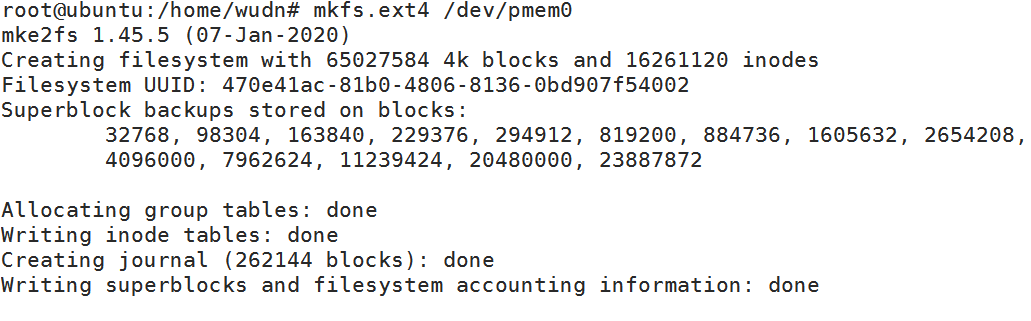 root@ubuntu:/home/wudn# mkfs.ext4 /dev/pmem0
mke2fs 1.45.5 (07-Jan-2020)
Creating filesystem with 65027584 4k blocks and 16261120 inodes
Filesystem UUID: 470e41ac-81b0-4806-8136-0bd907f54002
Superblock backups stored on blocks:
        32768, 98304, 163840, 229376, 294912, 819200, 884736, 1605632, 2654208,
        4096000, 7962624, 11239424, 20480000, 23887872

Allocating group tables: done
Writing inode tables: done
Creating journal (262144 blocks): done
Writing superblocks and filesystem accounting information: done